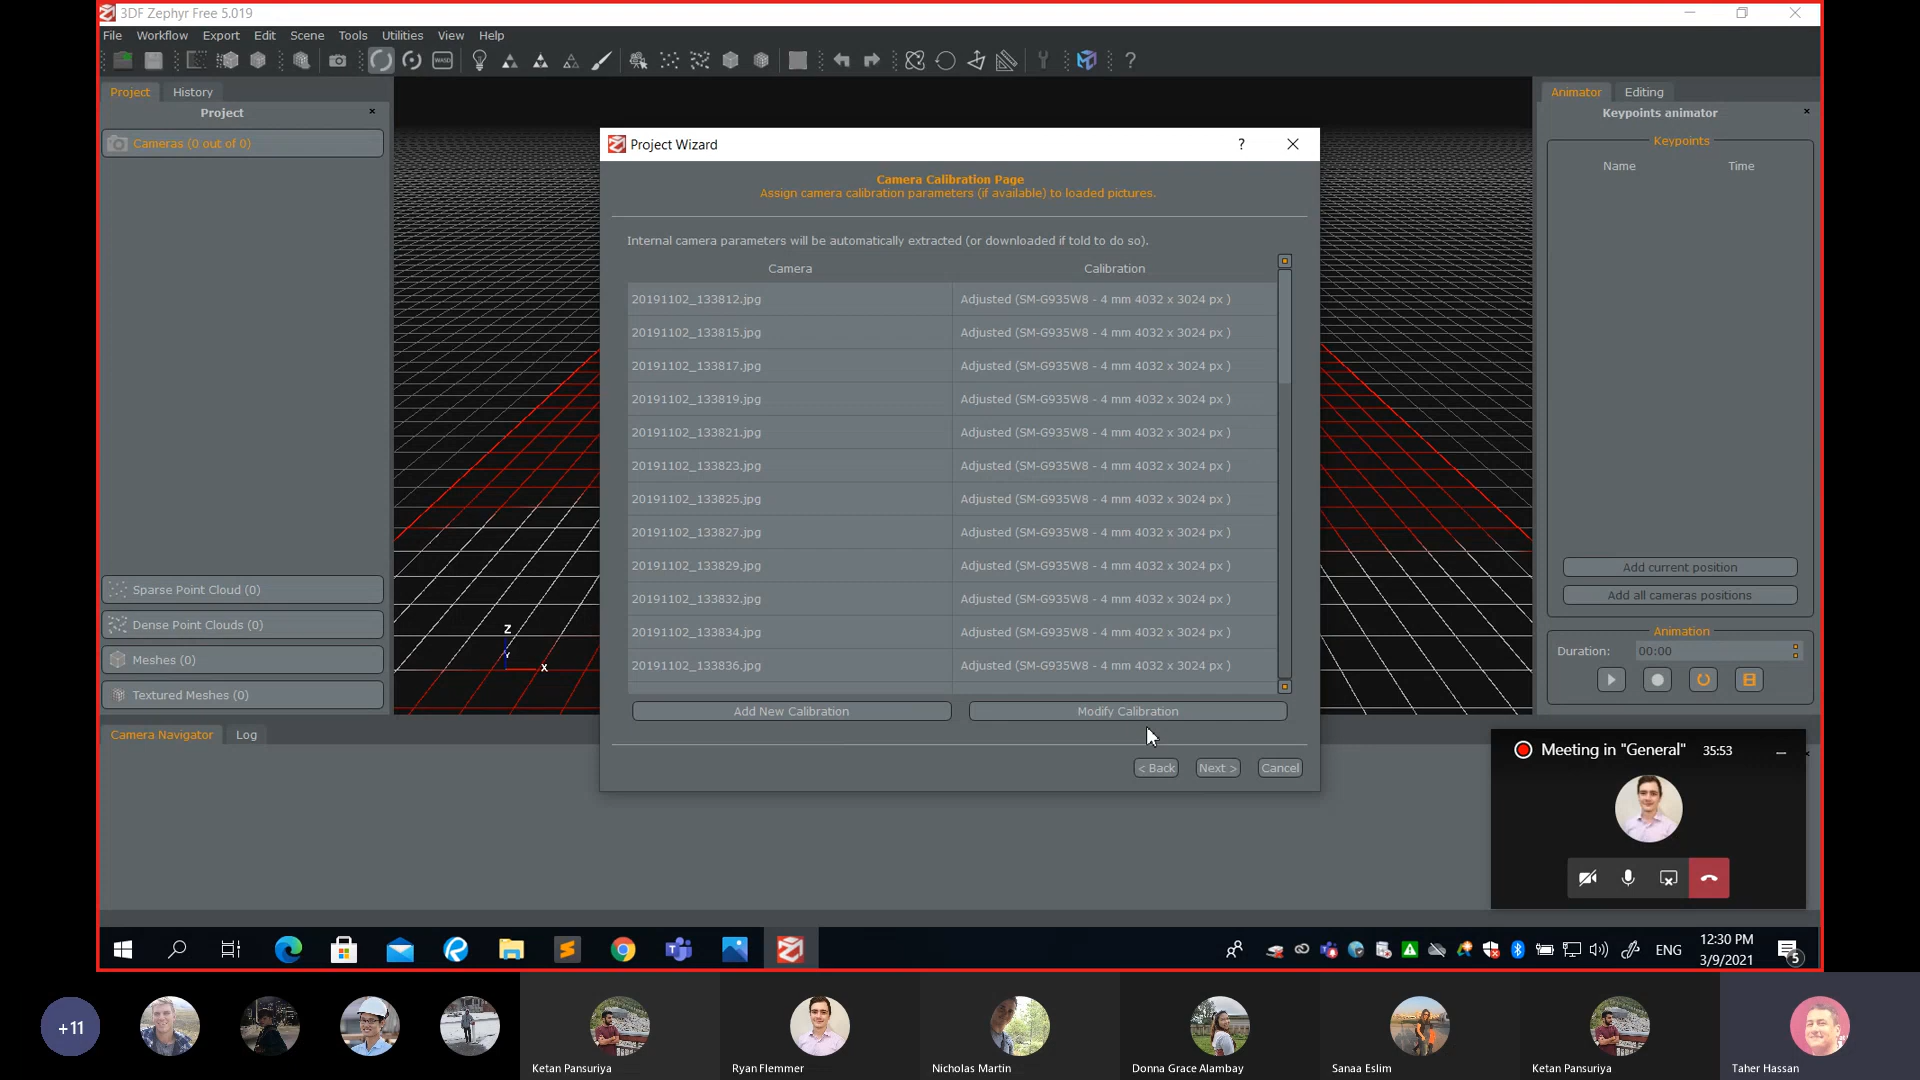 3DF Zephyr Free 5.019
File Workflow Export Edit Scene Tools Utilities View Help
WASD
Project History
Project
Cameras (0 out of 0)
Sparse Point Cloud (0)
Dense Point Clouds (0)
Meshes (0)
Textured Meshes (0)
Z
Y
X
Project Wizard
Camera Calibration Page
Assign camera calibration parameters (if available) to loaded pictures.
Internal camera parameters will be automatically extracted (or downloaded if told to do so).
Camera Calibration
20191102_133812.jpg Adjusted (SM-G935W8 - 4 mm 4032 x 3024 px )
20191102_133815.jpg Adjusted (SM-G935W8 - 4 mm 4032 x 3024 px )
20191102_133817.jpg Adjusted (SM-G935W8 - 4 mm 4032 x 3024 px )
20191102_133819.jpg Adjusted (SM-G935W8 - 4 mm 4032 x 3024 px )
20191102_133821.jpg Adjusted (SM-G935W8 - 4 mm 4032 x 3024 px )
20191102_133823.jpg Adjusted (SM-G935W8 - 4 mm 4032 x 3024 px )
20191102_133825.jpg Adjusted (SM-G935W8 - 4 mm 4032 x 3024 px )
20191102_133827.jpg Adjusted (SM-G935W8 - 4 mm 4032 x 3024 px )
20191102_133829.jpg Adjusted (SM-G935W8 - 4 mm 4032 x 3024 px )
20191102_133832.jpg Adjusted (SM-G935W8 - 4 mm 4032 x 3024 px )
20191102_133834.jpg Adjusted (SM-G935W8 - 4 mm 4032 x 3024 px )
20191102_133836.jpg Adjusted (SM-G935W8 - 4 mm 4032 x 3024 px )
Add New Calibration Modify Calibration
< Back Next > Cancel
Animator Editing
Keypoints animator
Keypoints
Name Time
Add current position
Add all cameras positions
Animation
Duration: 00:00
Camera Navigator Log
Meeting in "General" 35:53
ENG
12:30 PM
3/9/2021
5
+11
Ketan Pansuriya
Ryan Flemmer
Nicholas Martin
Donna Grace Alambay
Sanaa Eslim
Ketan Pansuriya
Taher Hassan